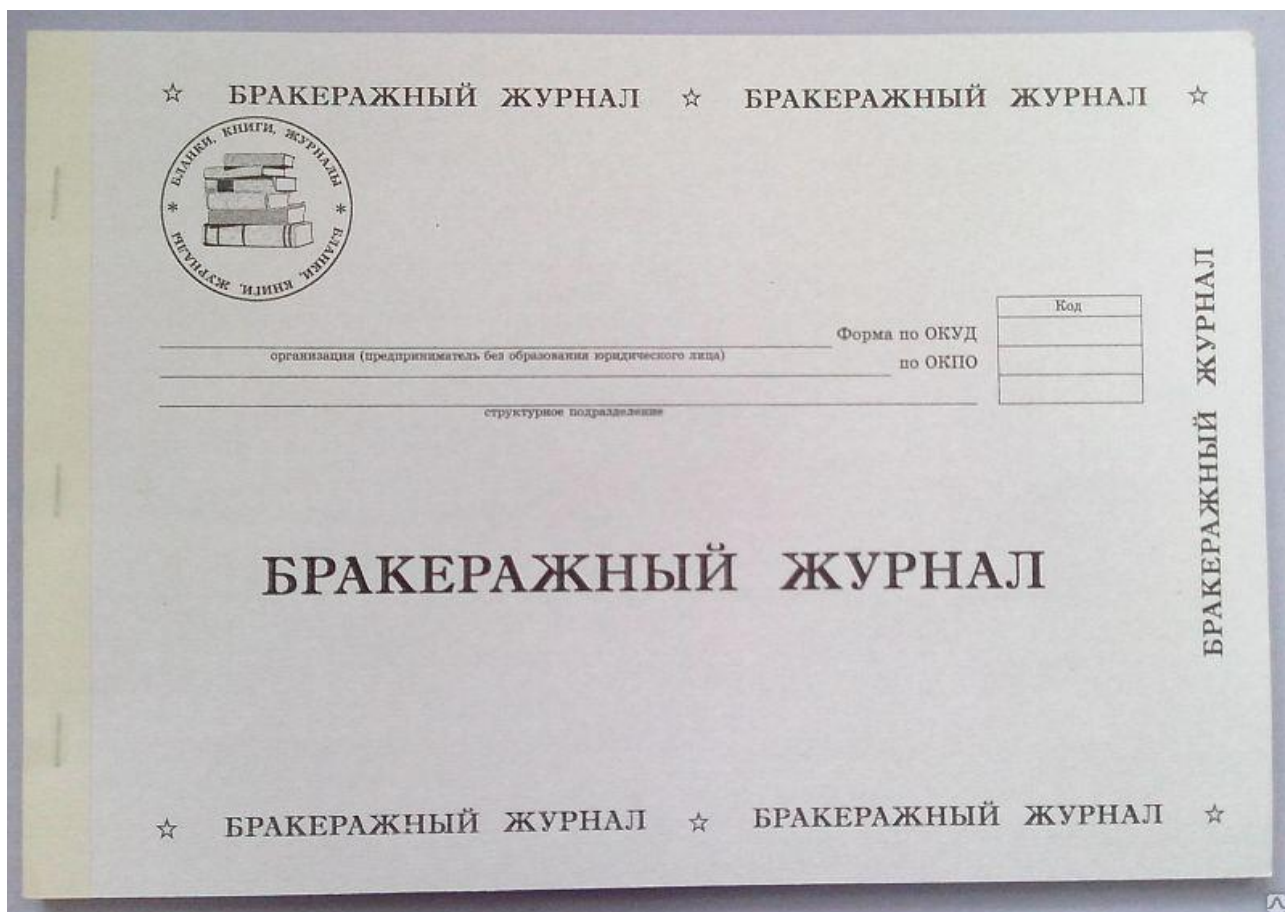 ☆ БРАКЕРАЖНЫЙ ЖУРНАЛ ☆ БРАКЕРАЖНЫЙ ЖУРНАЛ ☆
* БЛАНКИ, КНИГИ, ЖУРНАЛЫ * БЛАНКИ, КНИГИ, ЖУРНАЛЫ
Код
Форма по ОКУД
организация (предприниматель без образования юридического лица)
по ОКПО
структурное подразделение
БРАКЕРАЖНЫЙ ЖУРНАЛ
БРАКЕРАЖНЫЙ ЖУРНАЛ
☆ БРАКЕРАЖНЫЙ ЖУРНАЛ ☆ БРАКЕРАЖНЫЙ ЖУРНАЛ ☆